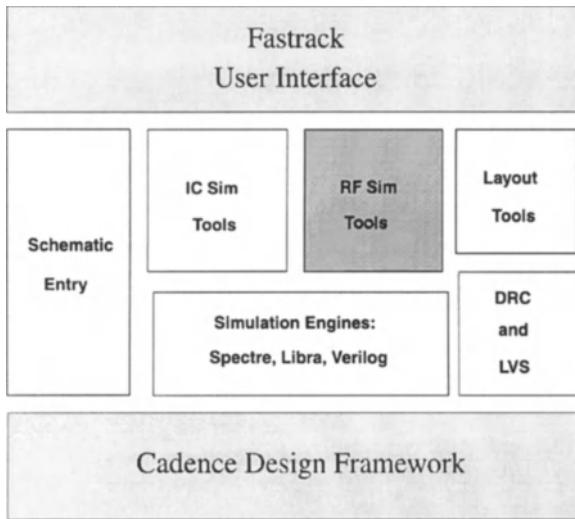 Fastrack
User Interface
Schematic
Entry
IC Sim
Tools
RF Sim
Tools
Layout
Tools
Simulation Engines:
Spectre, Libra, Verilog
DRC
and
LVS
Cadence Design Framework